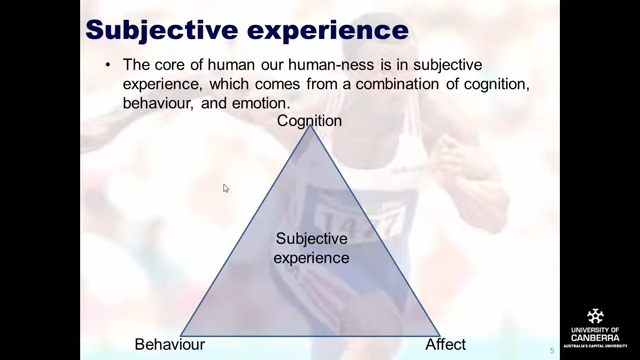 Subjective experience
• The core of human our human-ness is in subjective
experience, which comes from a combination of cognition,
behaviour, and emotion.
Cognition
Subjective
experience
Behaviour
Affect
5
UNIVERSITY OF
CANBERRA
AUSTRALIA'S CAPITAL UNIVERSITY